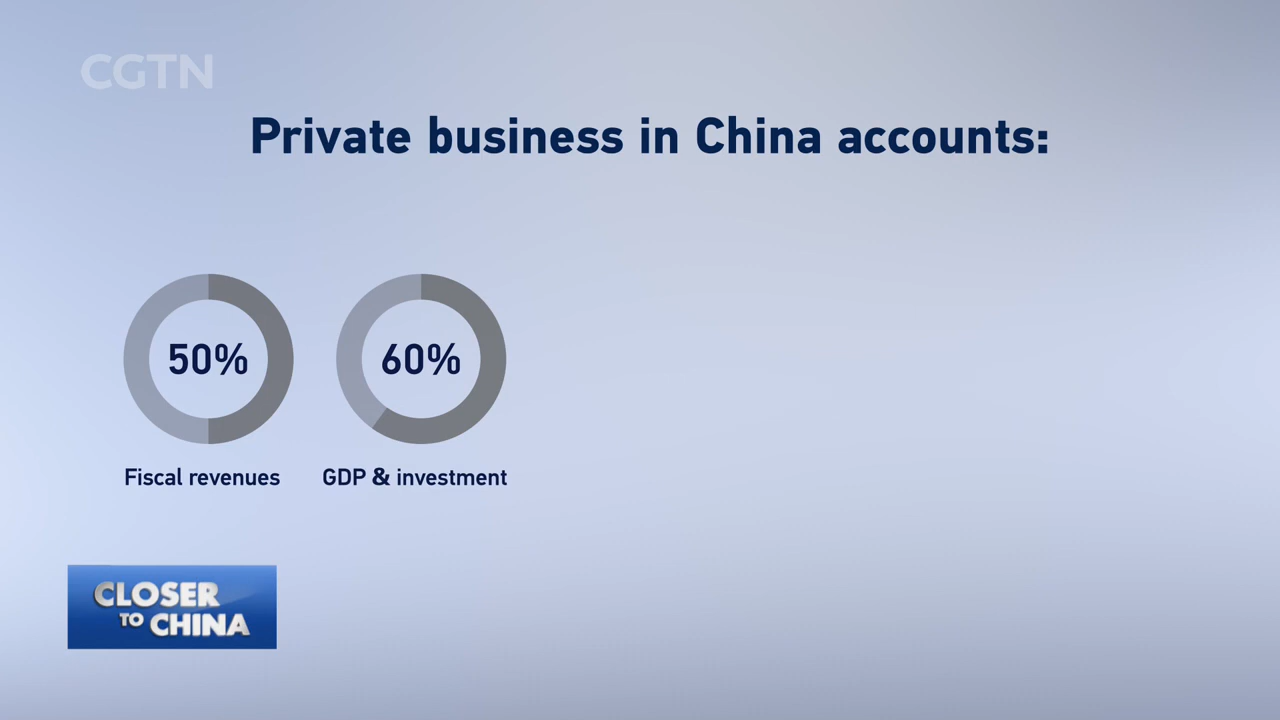 CGTN
Private business in China accounts:
50%
60%
Fiscal revenues
GDP & investment
CLOSER
TO CHINA